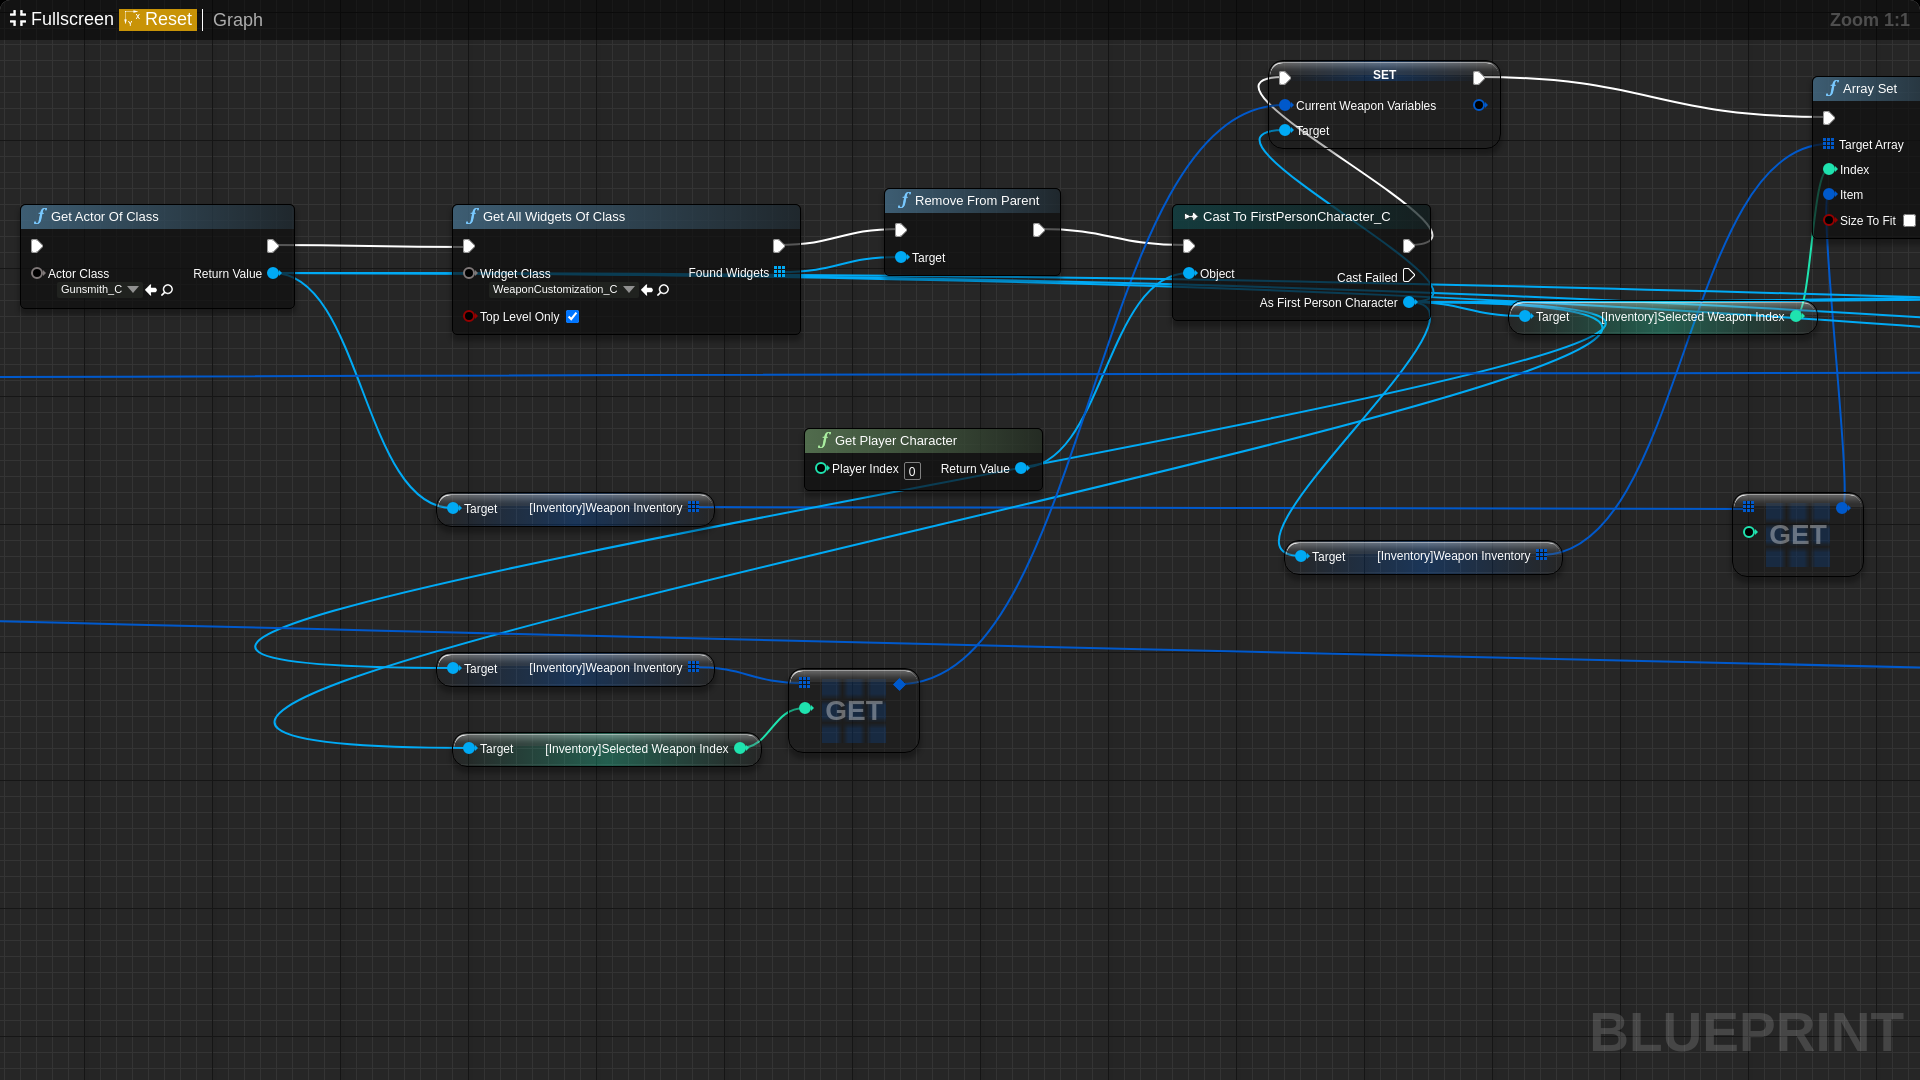 Fullscreen Reset Graph Zoom 1:1
SET
Current Weapon Variables
Target
Array Set
Target Array
Index
Item
Size To Fit
Get Actor Of Class
Actor Class Return Value
Gunsmith_C
Get All Widgets Of Class
Widget Class Found Widgets
WeaponCustomization_C
Top Level Only
Remove From Parent
Target
Cast To FirstPersonCharacter_C
Object Cast Failed
As First Person Character
Target [Inventory]Selected Weapon Index
Get Player Character
Player Index 0 Return Value
Target [Inventory]Weapon Inventory
Target [Inventory]Weapon Inventory
GET
Target [Inventory]Weapon Inventory
GET
Target [Inventory]Selected Weapon Index
BLUEPRINT